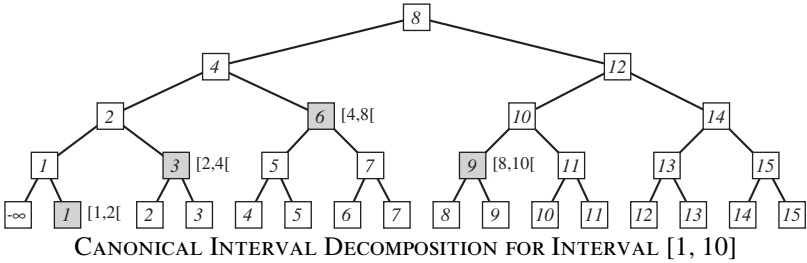 8
4 12
2 6 [4,8[ 10 14
1 3 [2,4[ 5 7 9 [8,10[ 11 13 15
-∞ 1 [1,2[ 2 3 4 5 6 7 8 9 10 11 12 13 14 15
CANONICAL INTERVAL DECOMPOSITION FOR INTERVAL [1, 10]